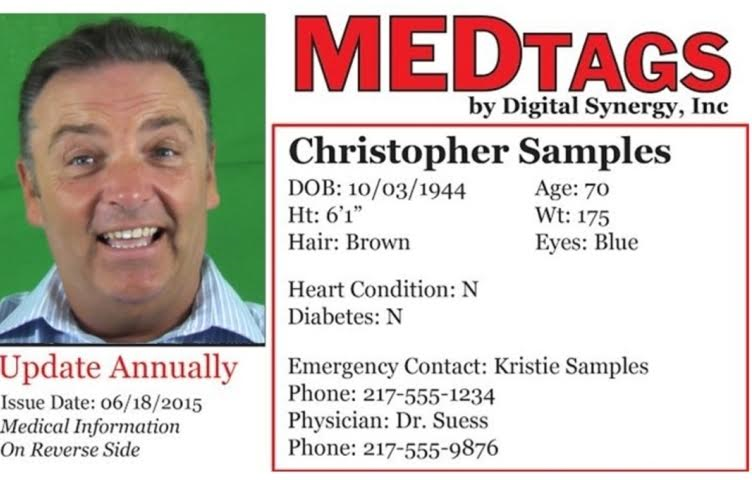 MEDTAGS
by Digital Synergy, Inc
Christopher Samples
DOB: 10/03/1944 Age: 70
Ht: 6’1” Wt: 175
Hair: Brown Eyes: Blue
Heart Condition: N
Diabetes: N
Emergency Contact: Kristie Samples
Phone: 217-555-1234
Physician: Dr. Suess
Phone: 217-555-9876
Update Annually
Issue Date: 06/18/2015
Medical Information
On Reverse Side